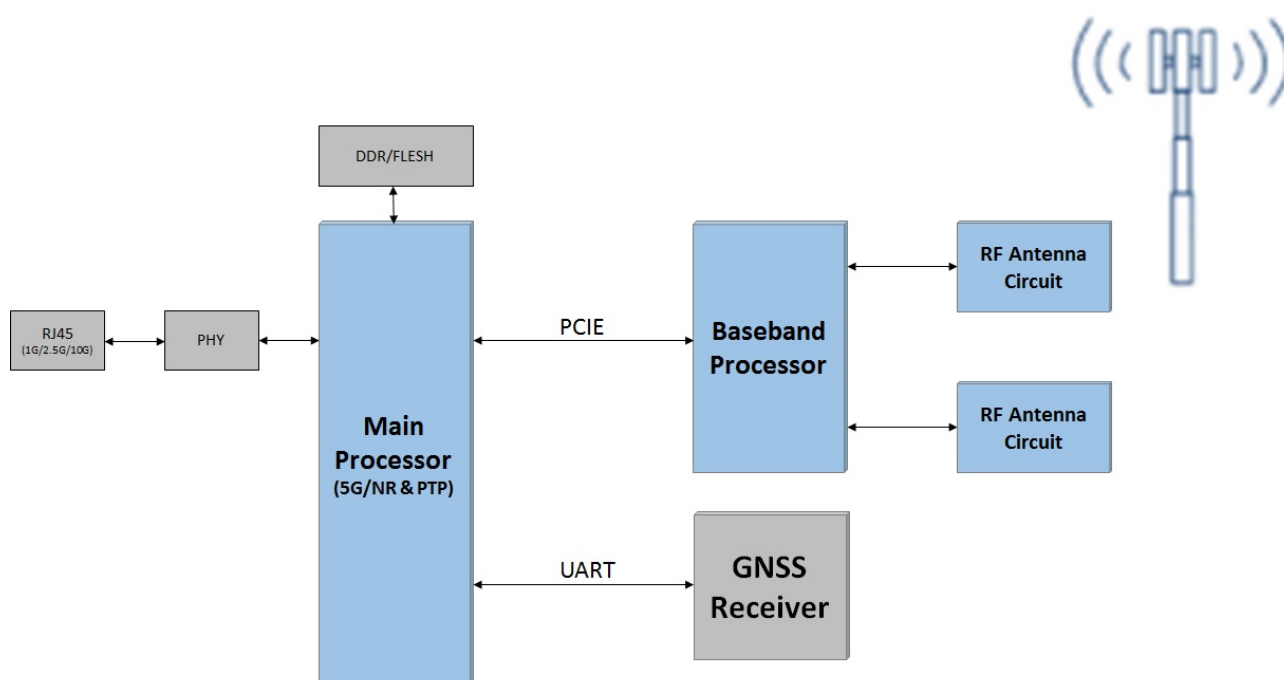 DDR/FLESH
RJ45
(1G/2.5G/10G)
PHY
Main
Processor
(5G/NR & PTP)
PCIE
Baseband
Processor
RF Antenna
Circuit
RF Antenna
Circuit
UART
GNSS
Receiver